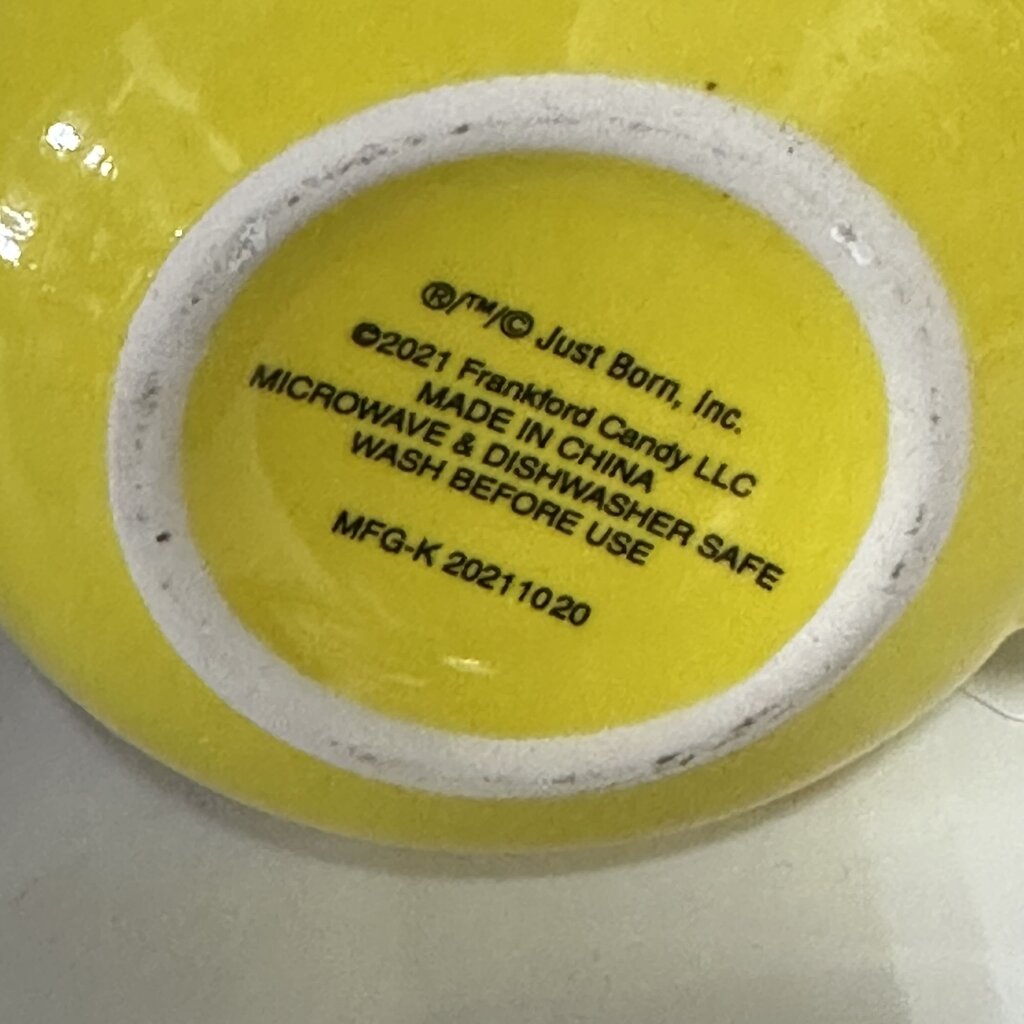 ®/™/© Just Born, Inc.
©2021 Frankford Candy LLC
MADE IN CHINA
MICROWAVE & DISHWASHER SAFE
WASH BEFORE USE
MFG-K 20211020